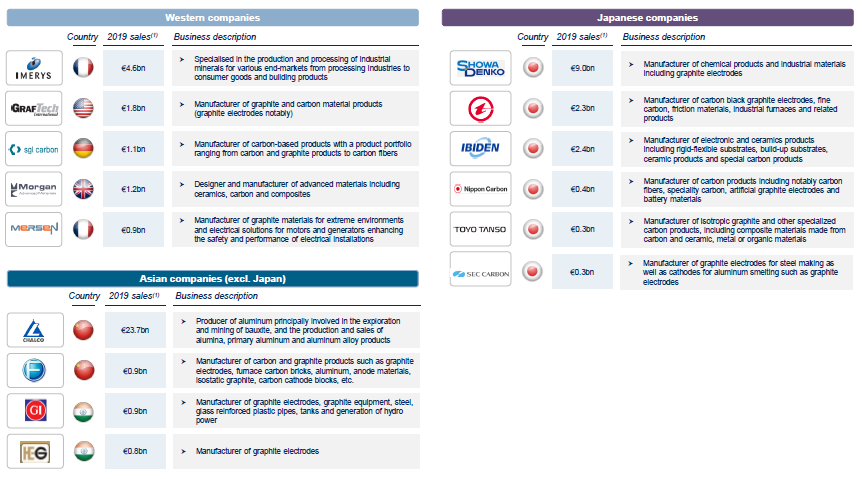 Western companies
Country 2019 sales(1) Business description
IMERYS
€4.6bn
Specialised in the production and processing of industrial
minerals for various end-markets from processing industries to
consumer goods and building products
GRAFTECH
International
€1.8bn
Manufacturer of graphite and carbon material products
(graphite electrodes notably)
sgl carbon
€1.1bn
Manufacturer of carbon-based products with a product portfolio
ranging from carbon and graphite products to carbon fibers
Morgan
Advanced Materials
€1.2bn
Designer and manufacturer of advanced materials including
ceramics, carbon and composites
MERSEN
€0.9bn
Manufacturer of graphite materials for extreme environments
and electrical solutions for motors and generators enhancing
the safety and performance of electrical installations
Asian companies (excl. Japan)
Country 2019 sales(1) Business description
CHALCO
€23.7bn
Producer of aluminum principally involved in the exploration
and mining of bauxite, and the production and sales of
alumina, primary aluminum and aluminum alloy products
€0.9bn
Manufacturer of carbon and graphite products such as graphite
electrodes, furnace carbon bricks, aluminum, anode materials,
isostatic graphite, carbon cathode blocks, etc.
GI
€0.9bn
Manufacturer of graphite electrodes, graphite equipment, steel,
glass reinforced plastic pipes, tanks and generation of hydro
power
HEG
€0.8bn
Manufacturer of graphite electrodes
Japanese companies
Country 2019 sales(1) Business description
SHOWA
DENKO
€9.0bn
Manufacturer of chemical products and industrial materials
including graphite electrodes
€2.3bn
Manufacturer of carbon black graphite electrodes, fine
carbon, friction materials, industrial furnaces and related
products
IBIDEN
€2.4bn
Manufacturer of electronic and ceramics products
including rigid-flexible substrates, build-up substrates,
ceramic products and special carbon products
Nippon Carbon
€0.4bn
Manufacturer of carbon products including notably carbon
fibers, speciality carbon, artificial graphite electrodes and
battery materials
TOYO TANSO
€0.3bn
Manufacturer of isotropic graphite and other specialized
carbon products, including composite materials made from
carbon and ceramic, metal or organic materials
SEC CARBON
€0.3bn
Manufacturer of graphite electrodes for steel making as
well as cathodes for aluminum smelting such as graphite
electrodes